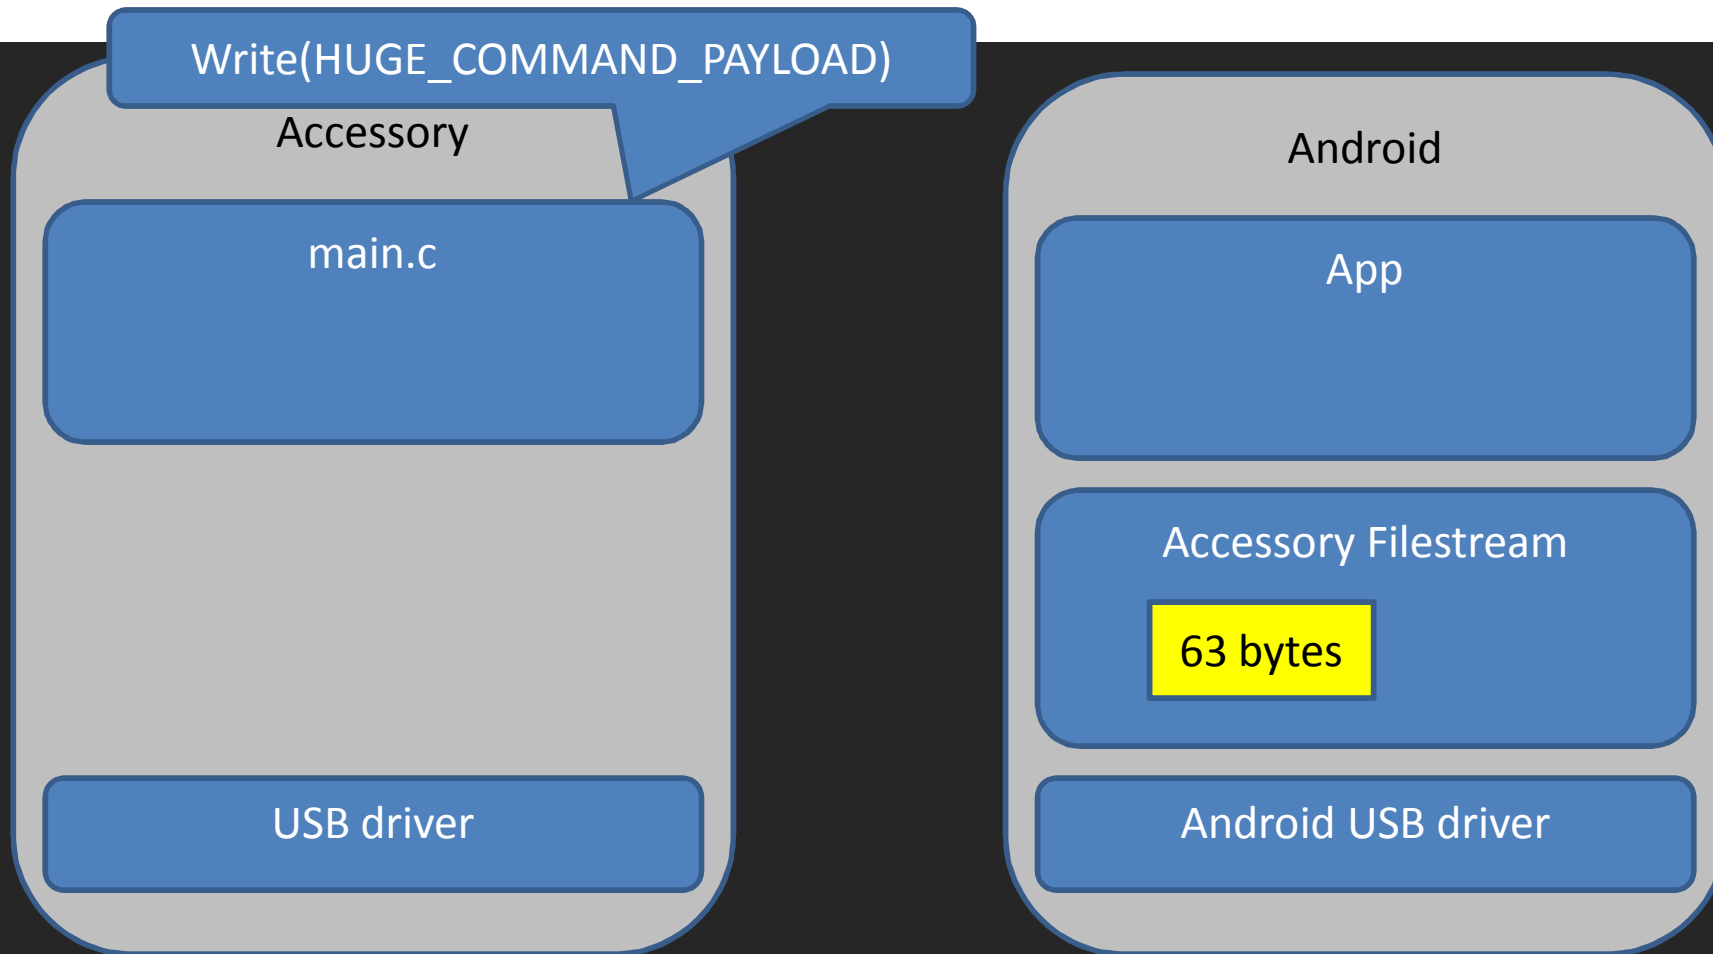 Write(HUGE_COMMAND_PAYLOAD)
Accessory
main.c
USB driver
Android
App
Accessory Filestream
63 bytes
Android USB driver